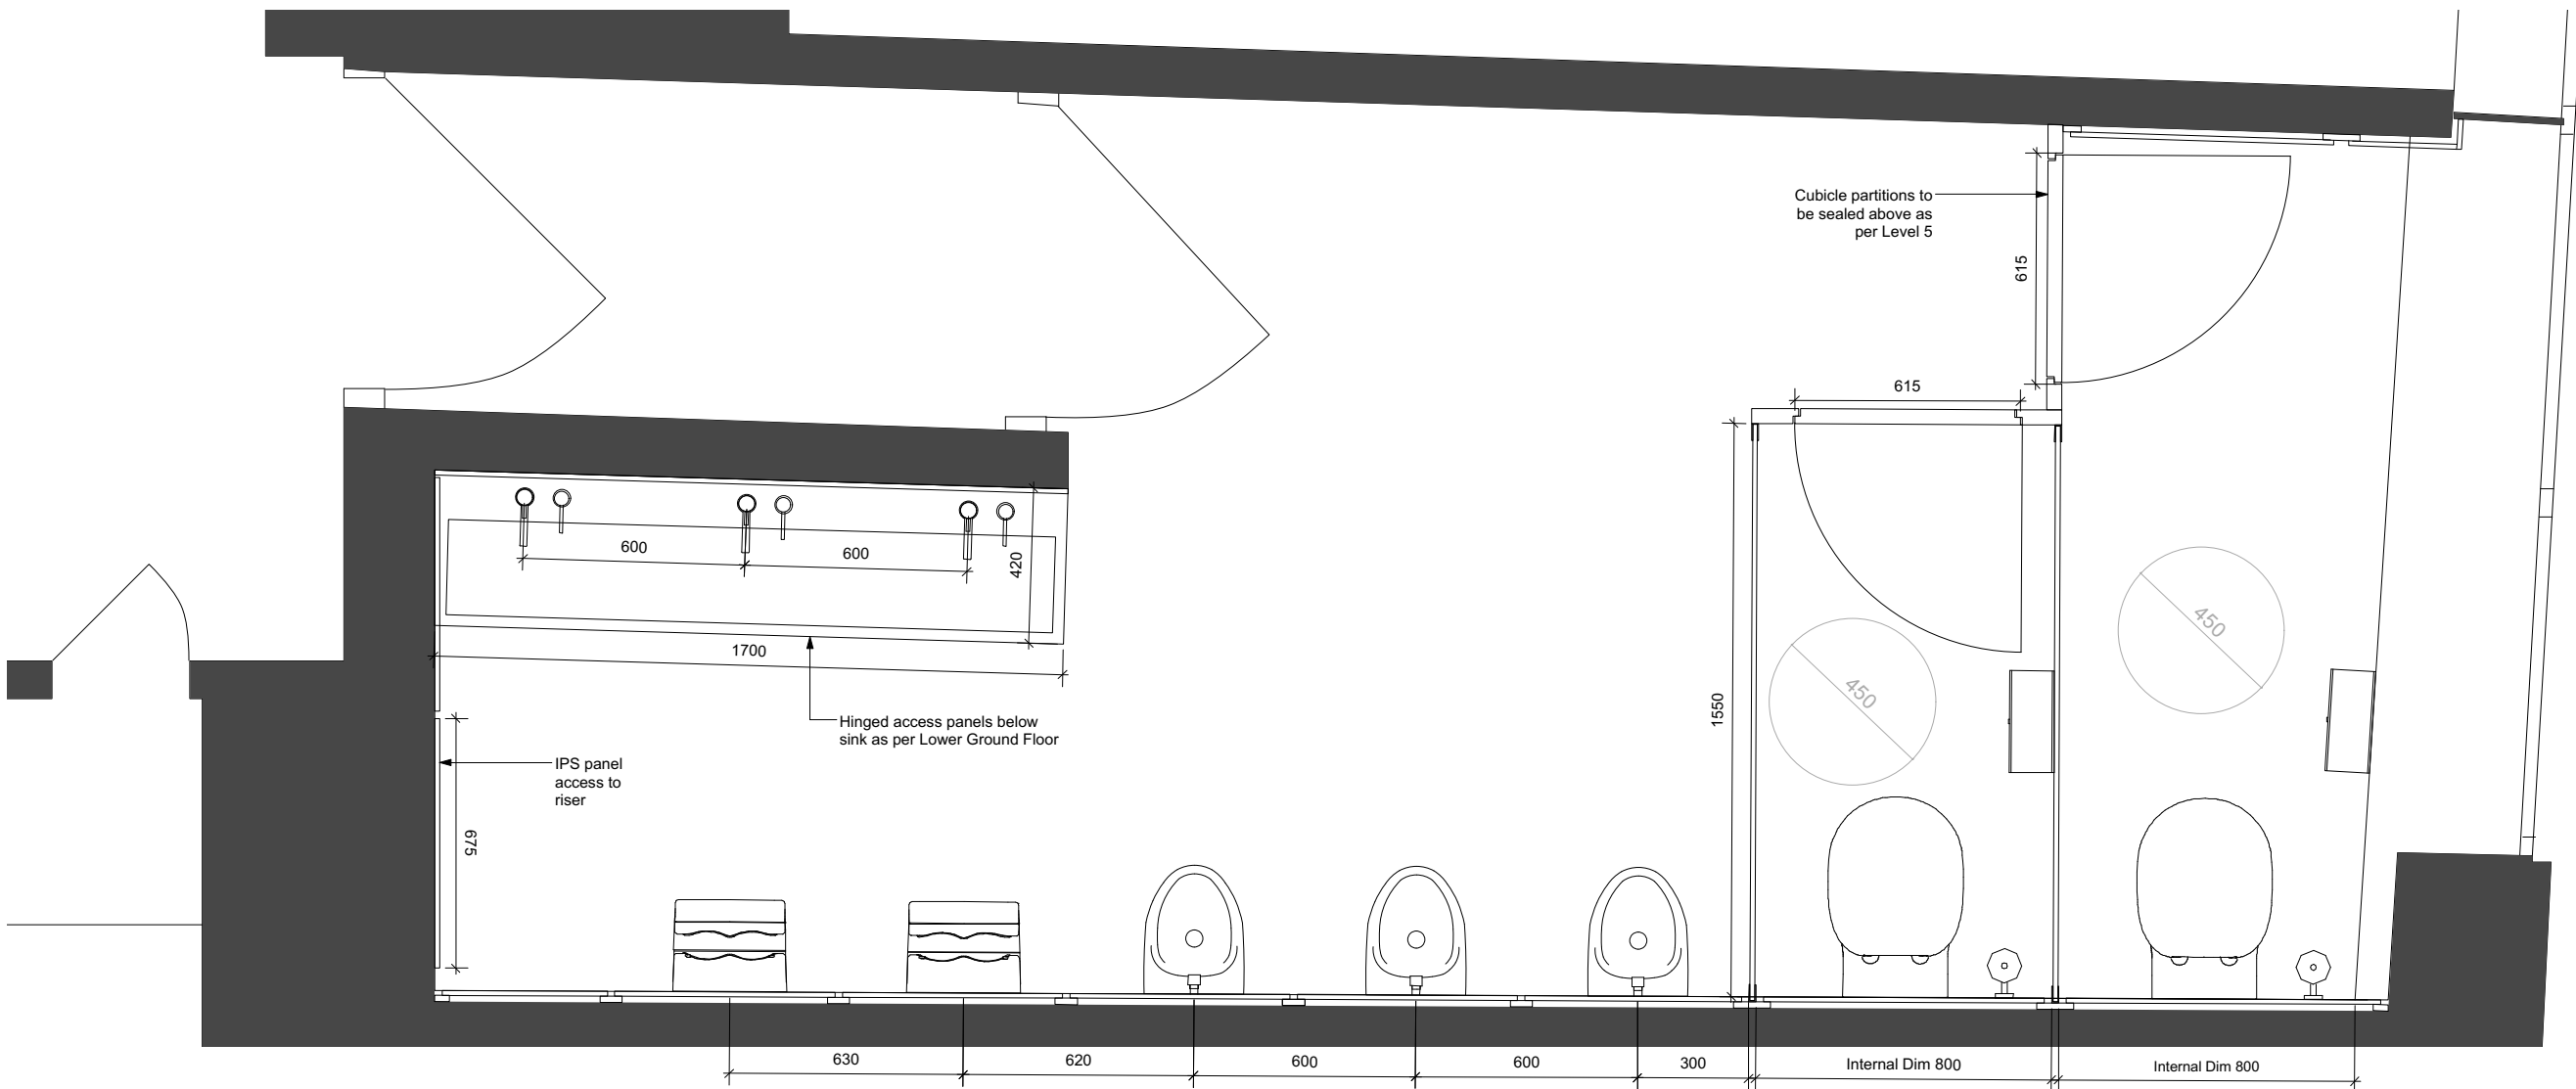 Cubicle partitions to
be sealed above as
per Level 5
615
615
600
600
420
1700
Hinged access panels below
sink as per Lower Ground Floor
IPS panel
access to
riser
675
1550
450
450
630
620
600
600
300
Internal Dim 800
Internal Dim 800